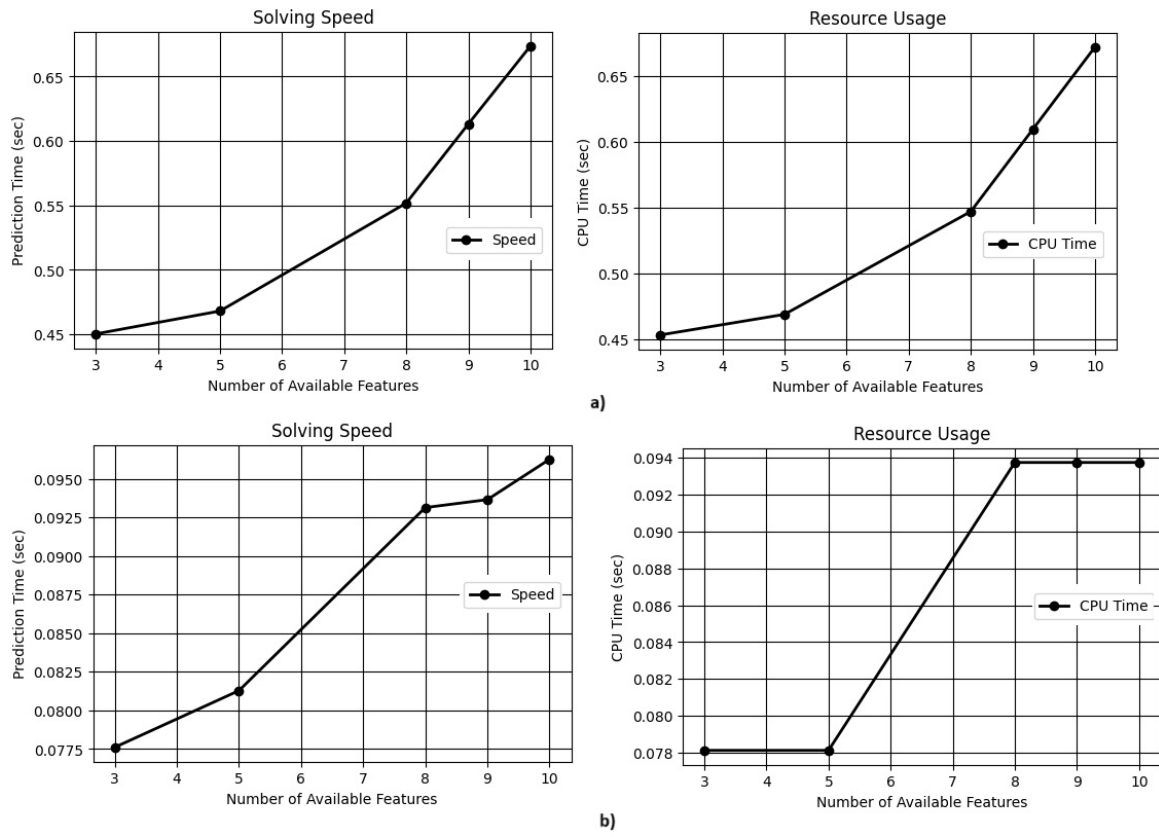 Solving Speed
Prediction Time (sec)
0.65
0.60
0.55
0.50
0.45
3 4 5 6 7 8 9 10
Number of Available Features
Speed
Resource Usage
CPU Time (sec)
0.65
0.60
0.55
0.50
0.45
3 4 5 6 7 8 9 10
Number of Available Features
CPU Time
a)
Solving Speed
Prediction Time (sec)
0.0950
0.0925
0.0900
0.0875
0.0850
0.0825
0.0800
0.0775
3 4 5 6 7 8 9 10
Number of Available Features
Speed
Resource Usage
CPU Time (sec)
0.094
0.092
0.090
0.088
0.086
0.084
0.082
0.080
0.078
3 4 5 6 7 8 9 10
Number of Available Features
CPU Time
b)